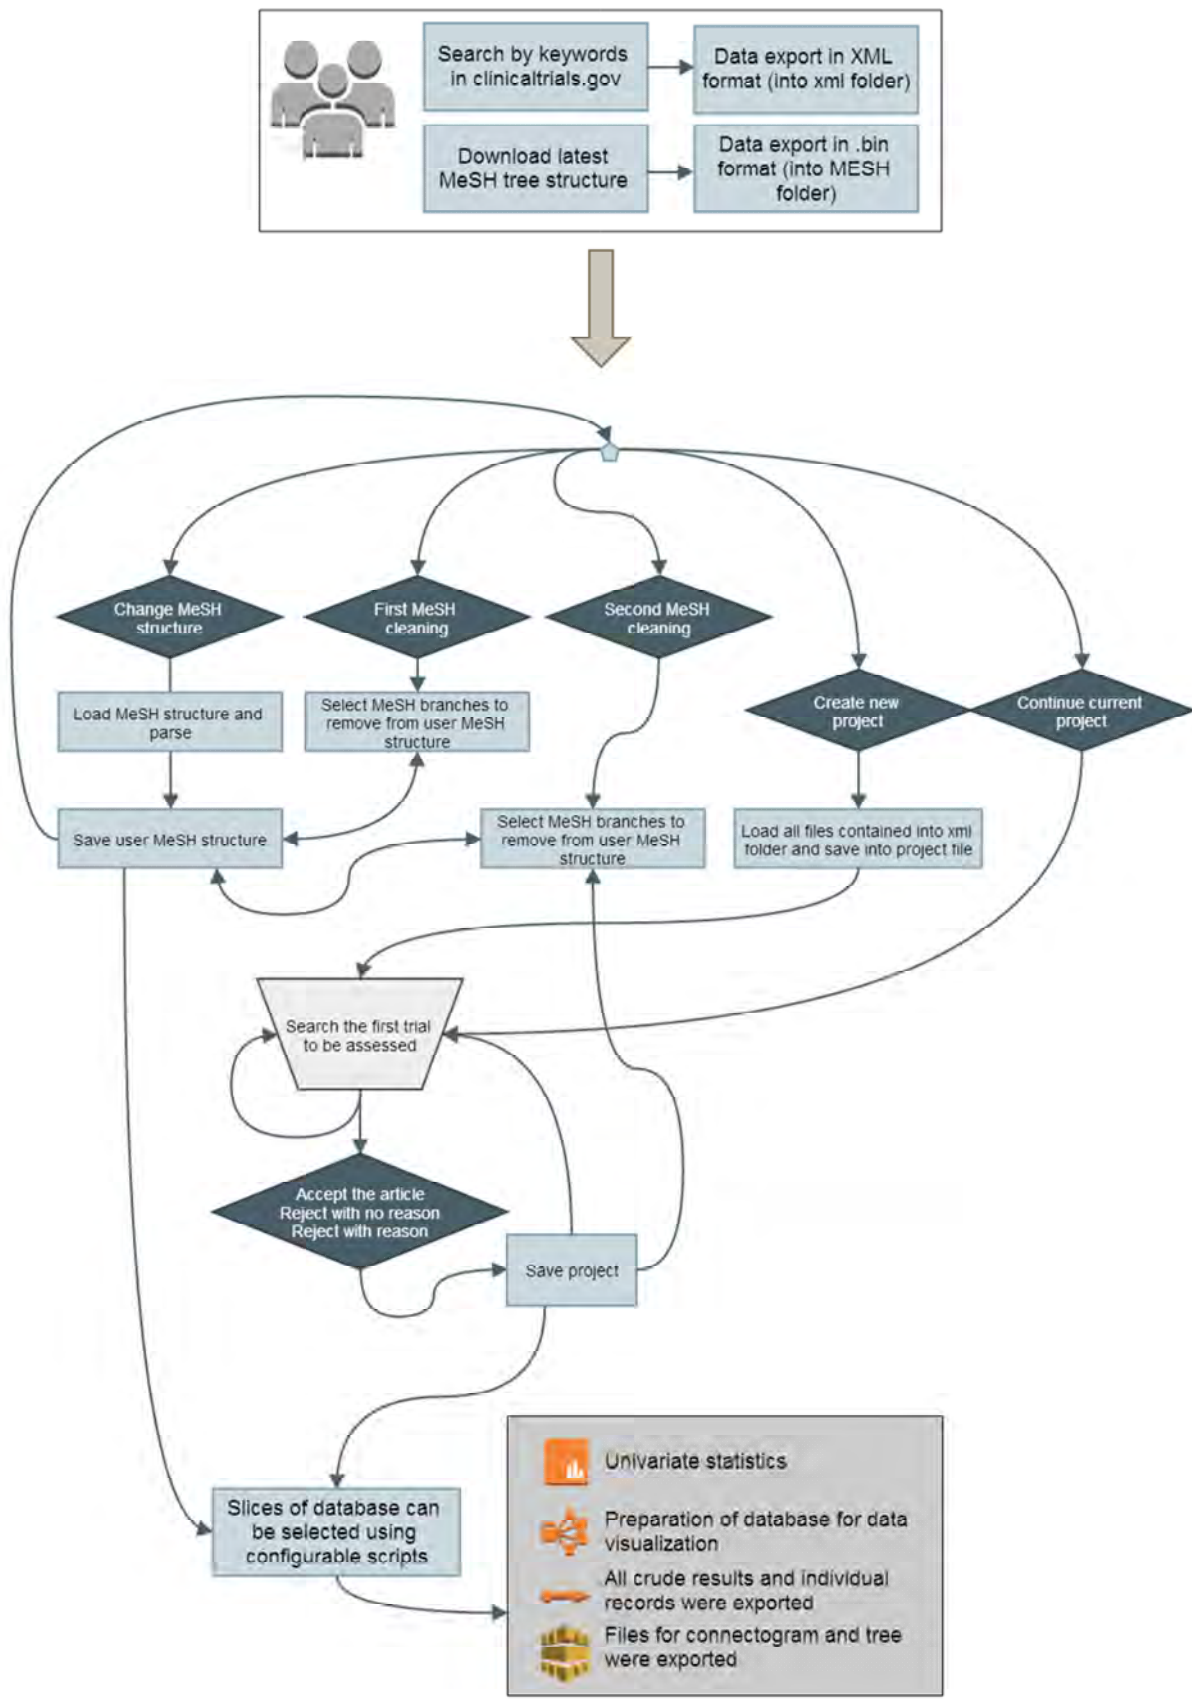 Search by keywords
in clinicaltrials.gov
Data export in XML
format (into xml folder)
Download latest
MeSH tree structure
Data export in .bin
format (into MESH
folder)
Change MeSH
structure
First MeSH
cleaning
Second MeSH
cleaning
Create new
project
Continue current
project
Load MeSH structure and
parse
Select MeSH branches to
remove from user MeSH
structure
Save user MeSH structure
Select MeSH branches to
remove from user MeSH
structure
Load all files contained into xml
folder and save into project file
Search the first trial
to be assessed
Accept the article
Reject with no reason
Reject with reason
Save project
Slices of database can
be selected using
configurable scripts
Univariate statistics
Preparation of database for data
visualization
All crude results and individual
records were exported
Files for connectogram and tree
were exported